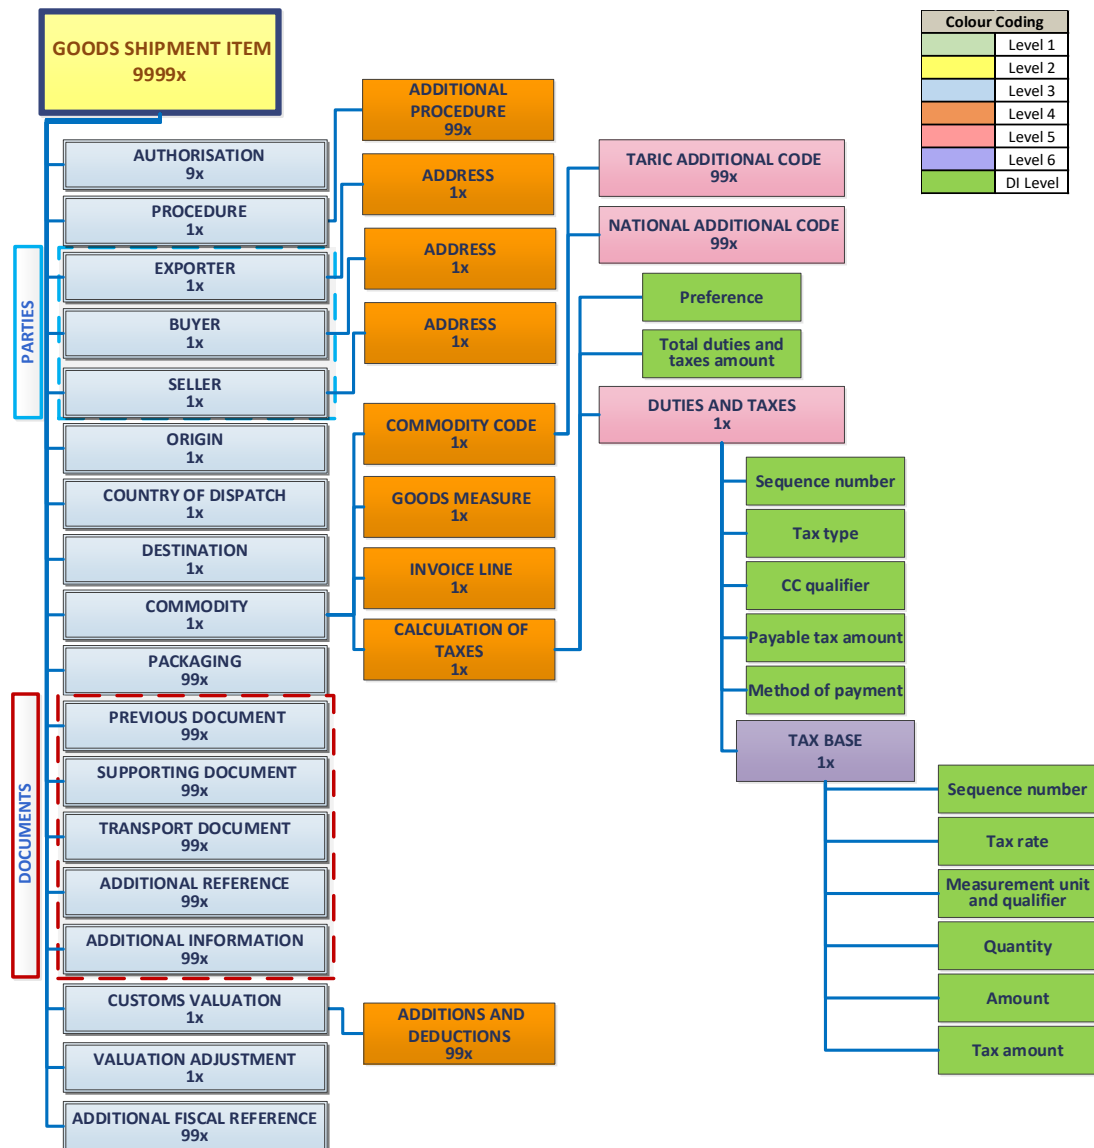 GOODS SHIPMENT ITEM
9999x
Colour Coding
Level 1
Level 2
Level 3
Level 4
Level 5
Level 6
DI Level
PARTIES
DOCUMENTS
AUTHORISATION
9x
PROCEDURE
1x
EXPORTER
1x
BUYER
1x
SELLER
1x
ORIGIN
1x
COUNTRY OF DISPATCH
1x
DESTINATION
1x
COMMODITY
1x
PACKAGING
99x
PREVIOUS DOCUMENT
99x
SUPPORTING DOCUMENT
99x
TRANSPORT DOCUMENT
99x
ADDITIONAL REFERENCE
99x
ADDITIONAL INFORMATION
99x
CUSTOMS VALUATION
1x
VALUATION ADJUSTMENT
1x
ADDITIONAL FISCAL REFERENCE
99x
ADDITIONAL
PROCEDURE
99x
ADDRESS
1x
ADDRESS
1x
ADDRESS
1x
COMMODITY CODE
1x
GOODS MEASURE
1x
INVOICE LINE
1x
CALCULATION OF
TAXES
1x
ADDITIONS AND
DEDUCTIONS
99x
TARIC ADDITIONAL CODE
99x
NATIONAL ADDITIONAL CODE
99x
Preference
Total duties and
taxes amount
DUTIES AND TAXES
1x
Sequence number
Tax type
CC qualifier
Payable tax amount
Method of payment
TAX BASE
1x
Sequence number
Tax rate
Measurement unit
and qualifier
Quantity
Amount
Tax amount